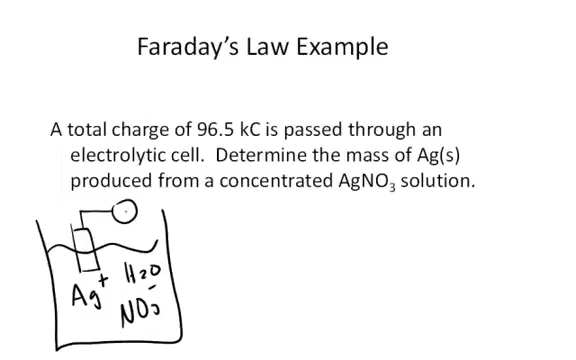 Faraday’s Law Example
A total charge of 96.5 kC is passed through an
electrolytic cell.  Determine the mass of Ag(s)
produced from a concentrated AgNO₃ solution.
Ag⁺ H₂O
NO₃⁻